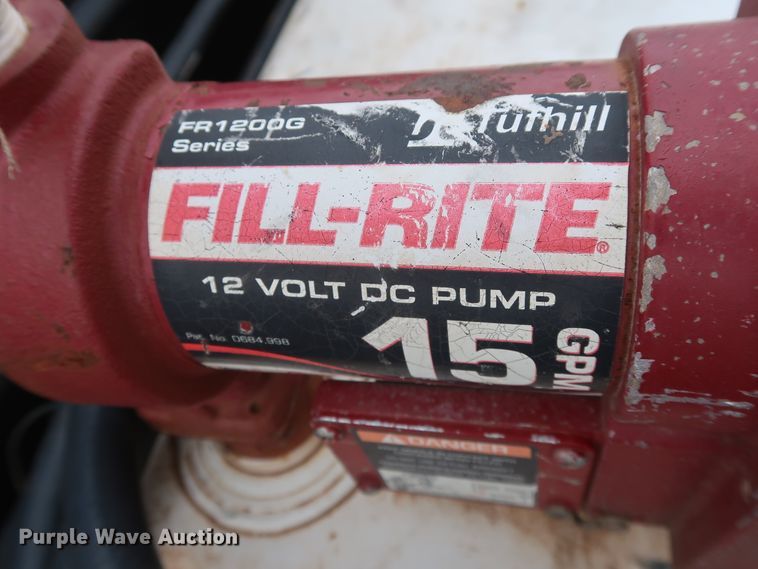 FR1200G
Series
Tuthill
FILL-RITE®
12 VOLT DC PUMP
Pat. No. D684,998
15
GPM
DANGER
Purple Wave Auction